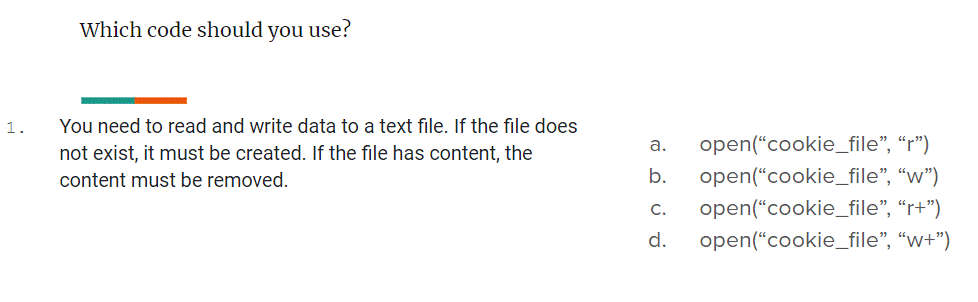 Which code should you use?
1. You need to read and write data to a text file. If the file does
not exist, it must be created. If the file has content, the
content must be removed.
a. open(“cookie_file”, “r”)
b. open(“cookie_file”, “w”)
c. open(“cookie_file”, “r+”)
d. open(“cookie_file”, “w+”)